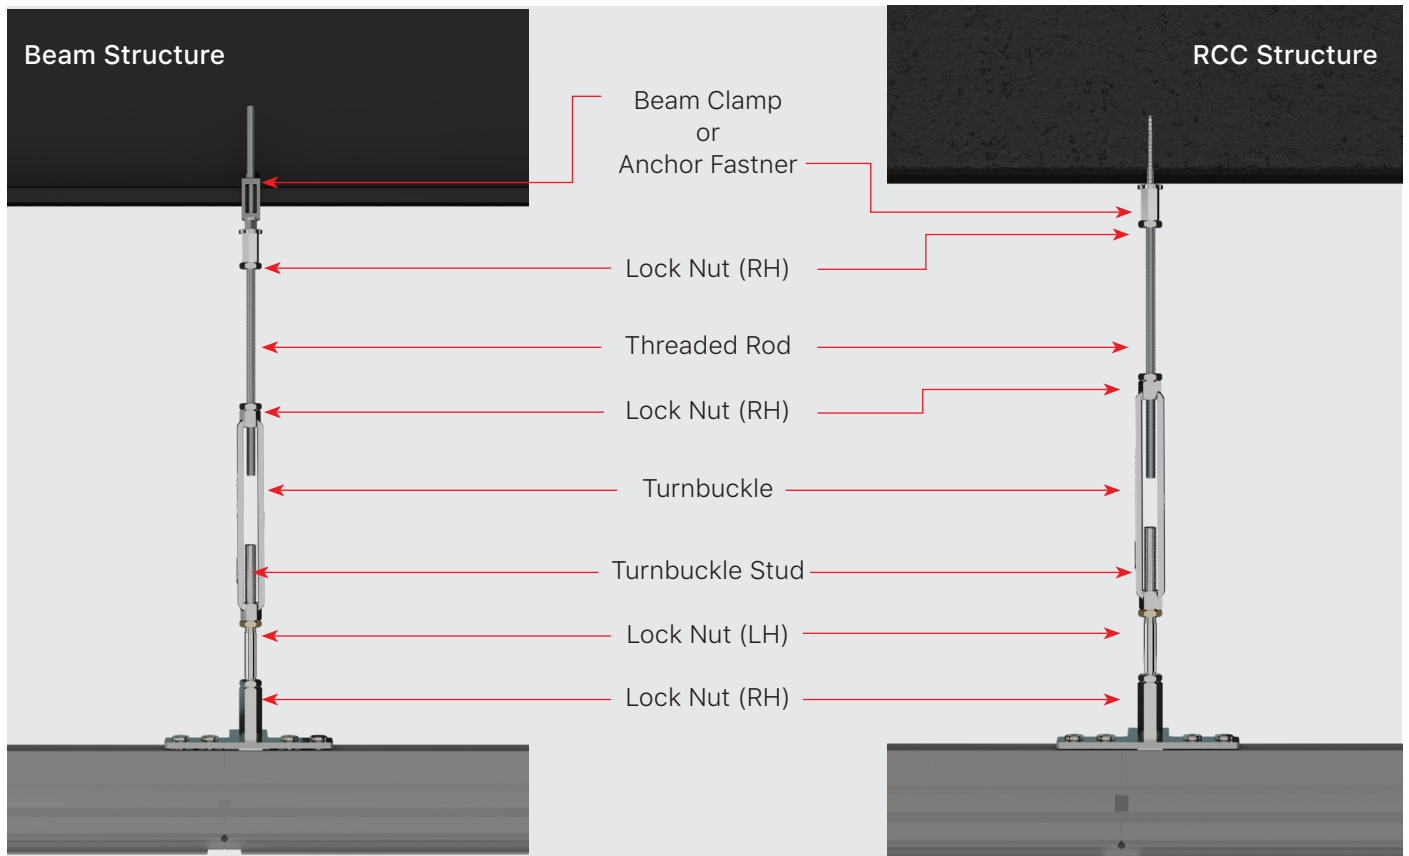 Beam Structure
RCC Structure
Beam Clamp
or
Anchor Fastner
Lock Nut (RH)
Threaded Rod
Lock Nut (RH)
Turnbuckle
Turnbuckle Stud
Lock Nut (LH)
Lock Nut (RH)